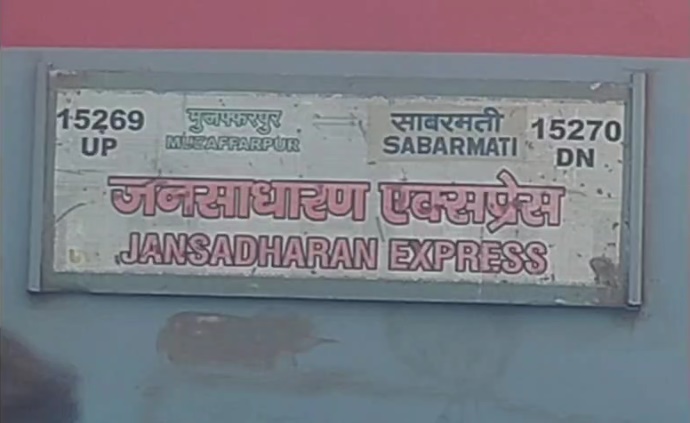 15269 UP
मुजफ्फरपुर
MUZAFFARPUR
साबरमती
SABARMATI
15270 DN
जनसाधारण एक्सप्रेस
JANSADHARAN EXPRESS